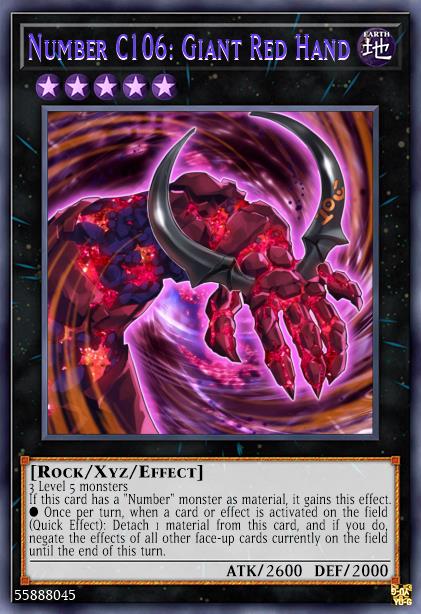 Number C106: Giant Red Hand
EARTH
地
106
[Rock/Xyz/Effect]
3 Level 5 monsters
If this card has a "Number" monster as material, it gains this effect.
● Once per turn, when a card or effect is activated on the field
(Quick Effect): Detach 1 material from this card, and if you do,
negate the effects of all other face-up cards currently on the field
until the end of this turn.
ATK/2600 DEF/2000
55888045